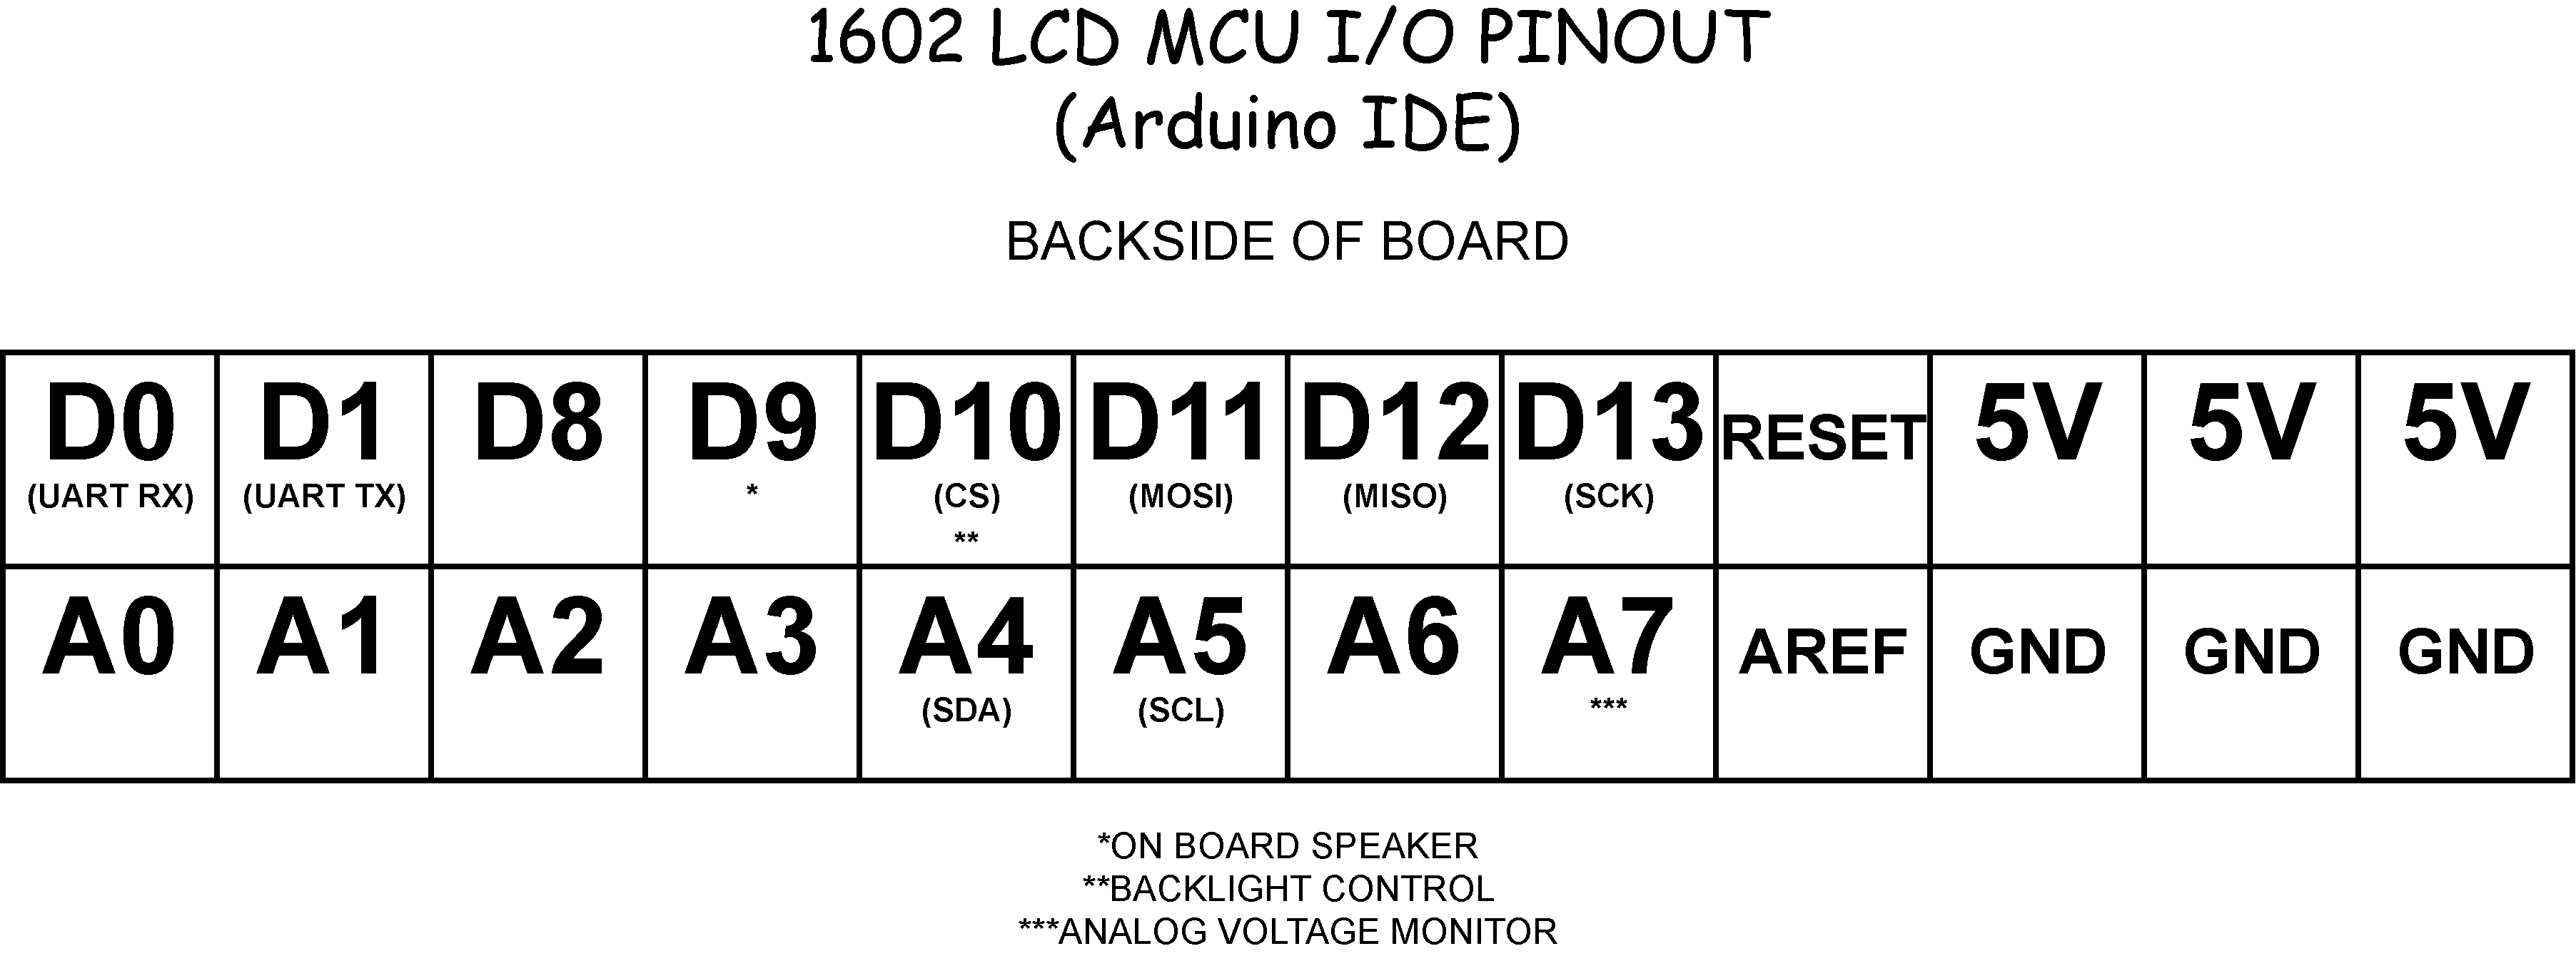 1602 LCD MCU I/O PINOUT
(Arduino IDE)
BACKSIDE OF BOARD
D0 D1 D8 D9 D10 D11 D12 D13 RESET 5V 5V 5V
(UART RX) (UART TX) * (CS) (MOSI) (MISO) (SCK)
**
A0 A1 A2 A3 A4 A5 A6 A7 AREF GND GND GND
(SDA) (SCL) ***
*ON BOARD SPEAKER
**BACKLIGHT CONTROL
***ANALOG VOLTAGE MONITOR